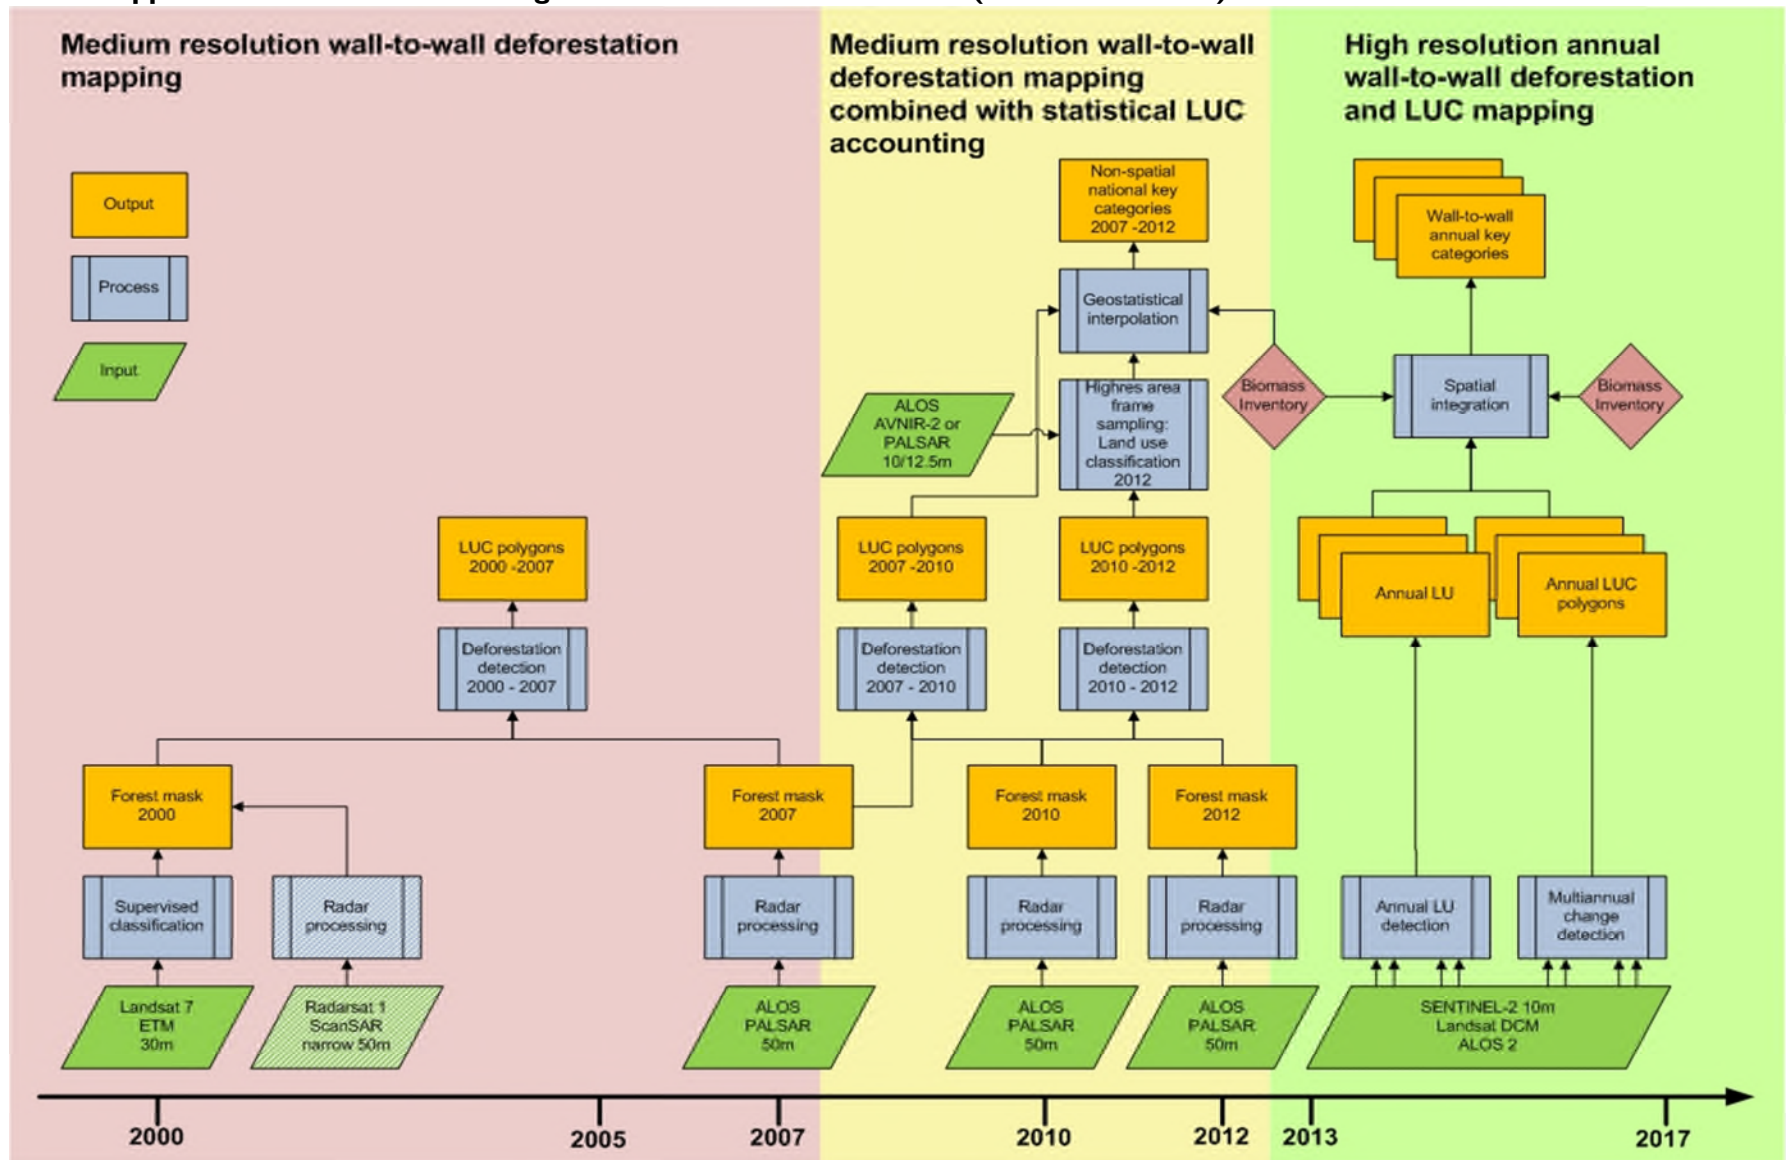 Medium resolution wall-to-wall deforestation
mapping
Medium resolution wall-to-wall
deforestation mapping
combined with statistical LUC
accounting
High resolution annual
wall-to-wall deforestation
and LUC mapping
Output
Process
Input
Non-spatial
national key
categories
2007 -2012
Wall-to-wall
annual key
categories
Geostatistical
interpolation
Biomass
Inventory
Spatial
integration
Biomass
Inventory
ALOS
AVNIR-2 or
PALSAR
10/12.5m
Highres area
frame
sampling:
Land use
classification
2012
LUC polygons
2000 -2007
LUC polygons
2007 -2010
LUC polygons
2010 -2012
Annual LU
Annual LUC
polygons
Deforestation
detection
2000 - 2007
Deforestation
detection
2007 - 2010
Deforestation
detection
2010 - 2012
Forest mask
2000
Forest mask
2007
Forest mask
2010
Forest mask
2012
Supervised
classification
Radar
processing
Radar
processing
Radar
processing
Radar
processing
Annual LU
detection
Multiannual
change
detection
Landsat 7
ETM
30m
Radarsat 1
ScanSAR
narrow 50m
ALOS
PALSAR
50m
ALOS
PALSAR
50m
ALOS
PALSAR
50m
SENTINEL-2 10m
Landsat DCM
ALOS 2
2000
2005
2007
2010
2012
2013
2017